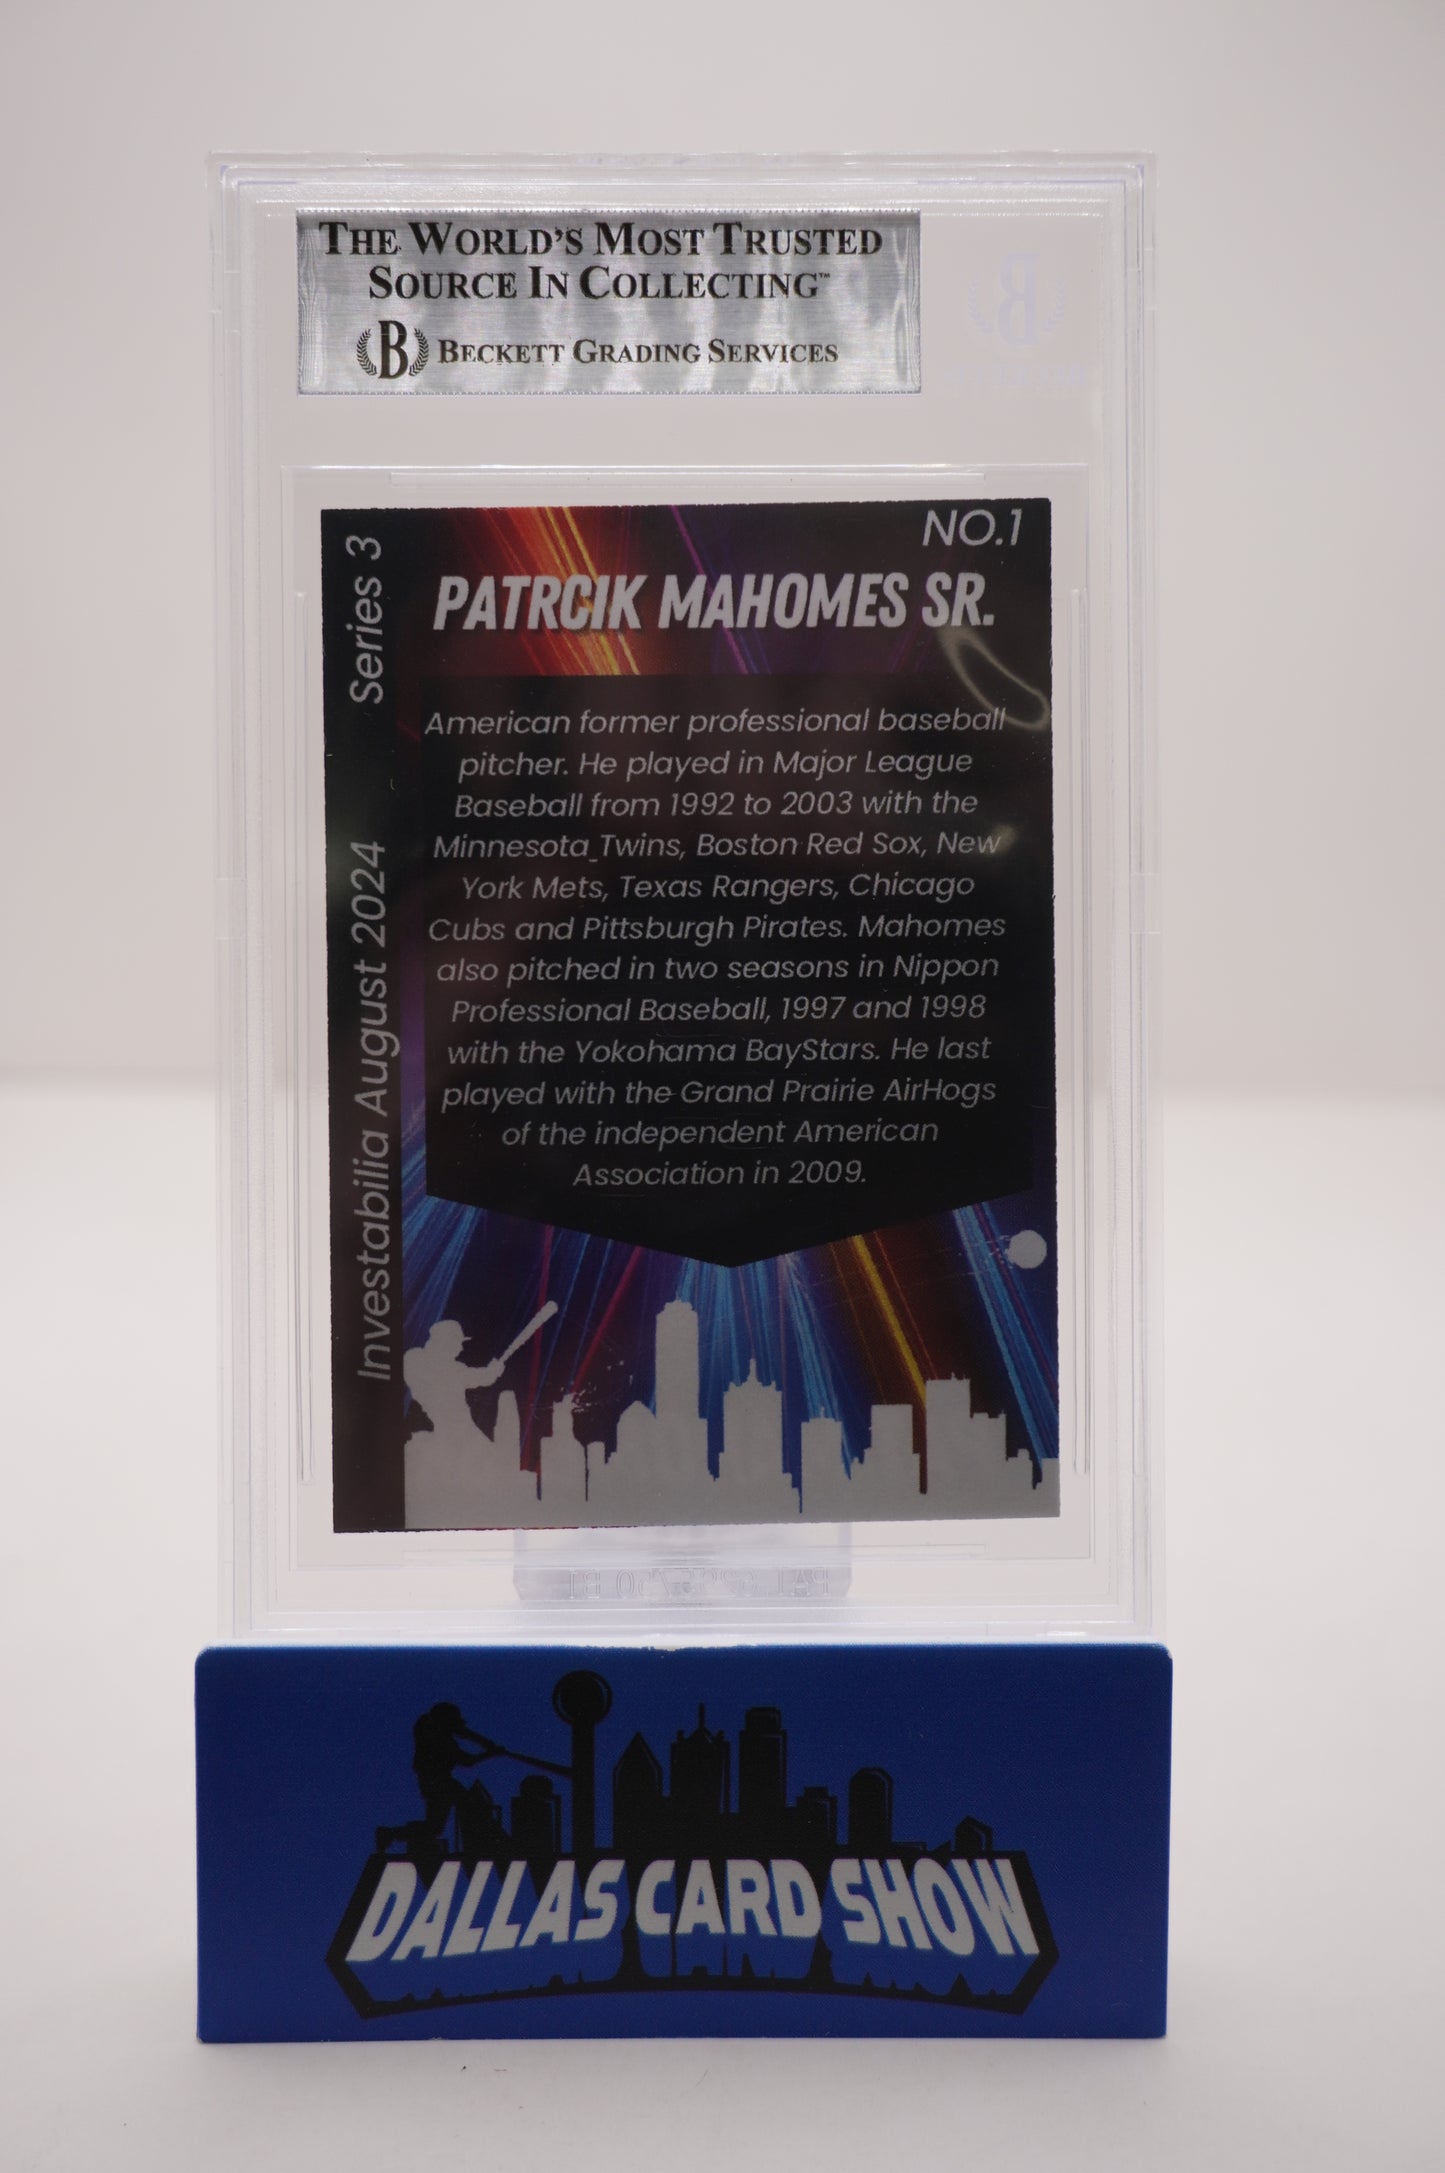 THE WORLD'S MOST TRUSTED
SOURCE IN COLLECTING™
B BECKETT GRADING SERVICES
B
NO.1
Series 3
PATRCIK MAHOMES SR.
American former professional baseball
pitcher. He played in Major League
Baseball from 1992 to 2003 with the
Minnesota Twins, Boston Red Sox, New
York Mets, Texas Rangers, Chicago
Cubs and Pittsburgh Pirates. Mahomes
also pitched in two seasons in Nippon
Professional Baseball, 1997 and 1998
with the Yokohama BayStars. He last
played with the Grand Prairie AirHogs
of the independent American
Association in 2009.
Investabilia August 2024
DALLAS CARD SHOW